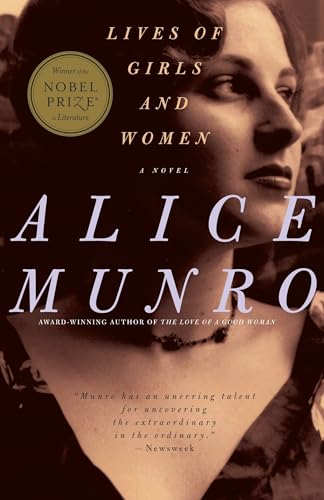 LIVES OF
GIRLS
AND
WOMEN
A NOVEL
Winner of the
NOBEL
PRIZE®
in Literature
ALICE
MUNRO
AWARD-WINNING AUTHOR OF THE LOVE OF A GOOD WOMAN
“Munro has an unerring talent
for uncovering
the extraordinary
in the ordinary.”
— Newsweek